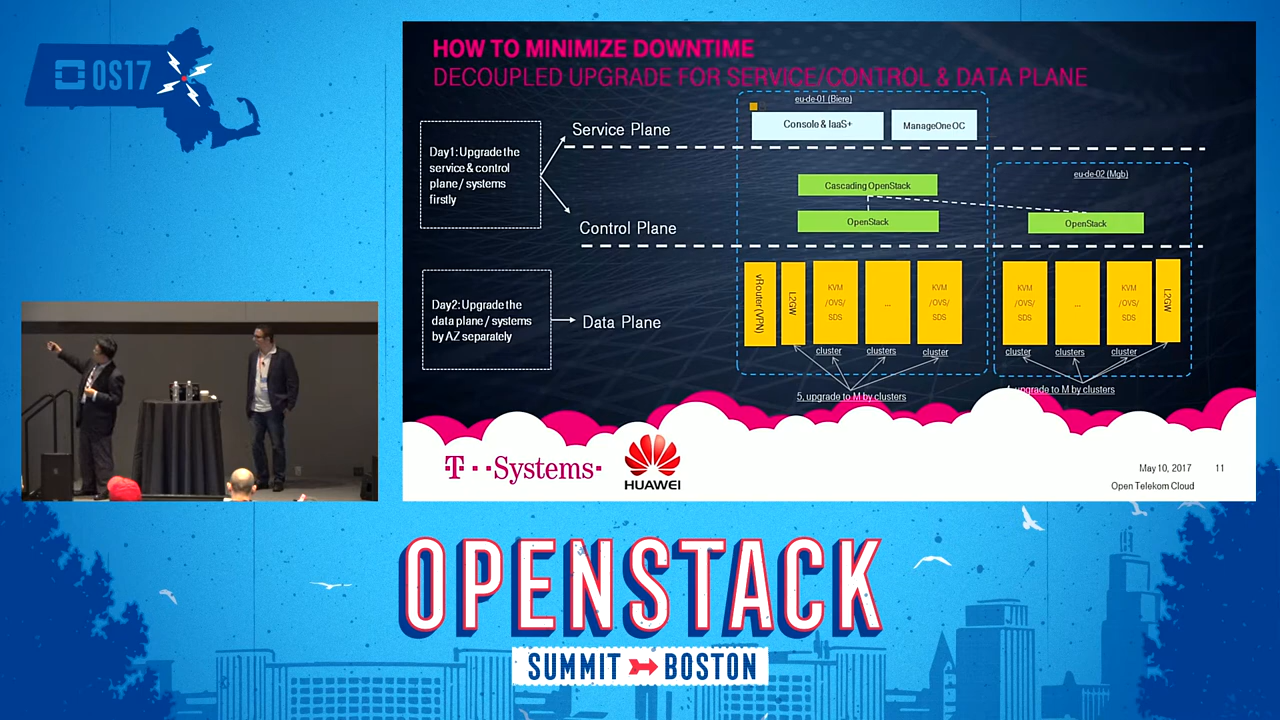 OS17
HOW TO MINIMIZE DOWNTIME
DECOUPLED UPGRADE FOR SERVICE/CONTROL & DATA PLANE
Day1: Upgrade the
service & control
plane / systems
firstly
Service Plane
Control Plane
eu-de-01 (Biere)
Console & IaaS+
ManageOne OC
Cascading OpenStack
OpenStack
eu-de-02 (Mgb)
OpenStack
Day2: Upgrade the
data plane / systems
by AZ separately
Data Plane
vRouter (VPN)
L2GW
KVM
/OVS/
SDS
...
KVM
/OVS/
SDS
cluster
clusters
cluster
5, upgrade to M by clusters
KVM
/OVS/
SDS
...
KVM
/OVS/
SDS
L2GW
cluster
clusters
cluster
upgrade to M by clusters
T··Systems·
HUAWEI
May 10, 2017 11
Open Telekom Cloud
OPENSTACK
SUMMIT BOSTON